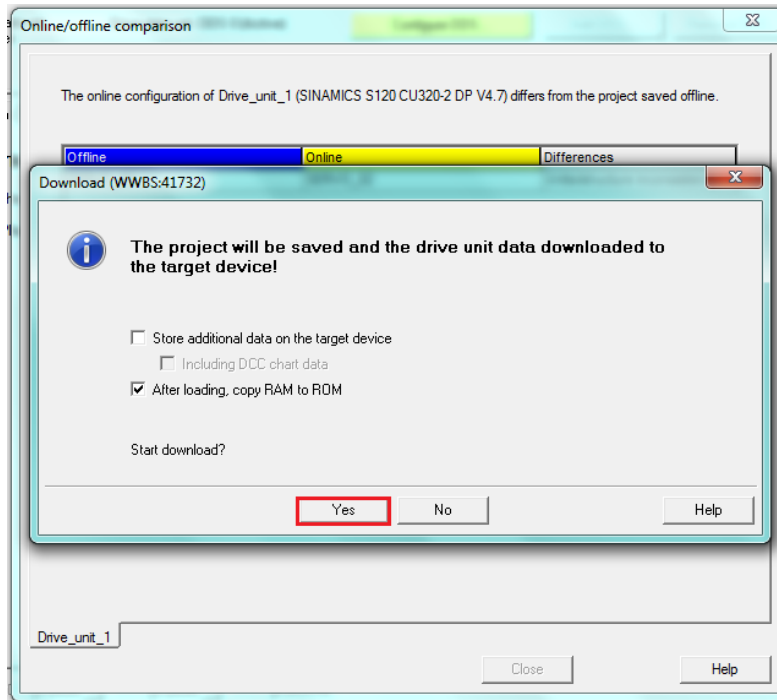 Online/offline comparison
The online configuration of Drive_unit_1 (SINAMICS S120 CU320-2 DP V4.7) differs from the project saved offline.
Offline Online Differences
Download (WWBS:41732)
The project will be saved and the drive unit data downloaded to
the target device!
Store additional data on the target device
Including DCC chart data
After loading, copy RAM to ROM
Start download?
Yes No Help
Drive_unit_1
Close Help